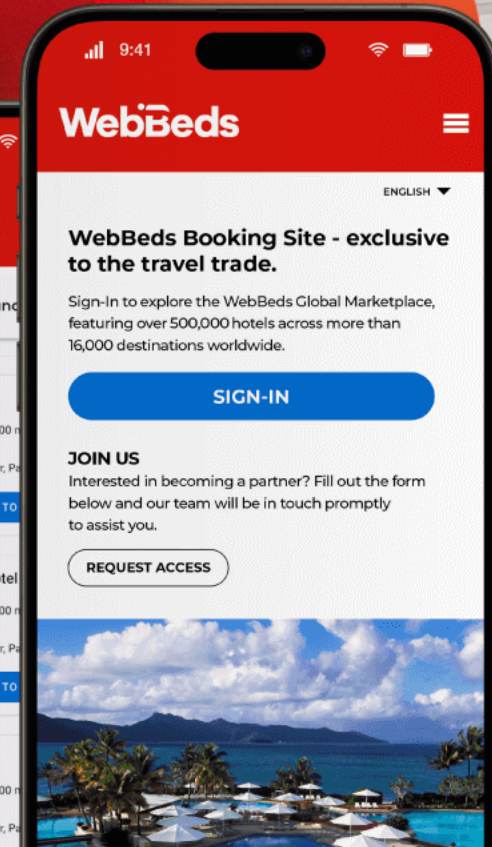 9:41
WebBeds
ENGLISH
WebBeds Booking Site - exclusive
to the travel trade.
Sign-In to explore the WebBeds Global Marketplace,
featuring over 500,000 hotels across more than
16,000 destinations worldwide.
SIGN-IN
JOIN US
Interested in becoming a partner? Fill out the form
below and our team will be in touch promptly
to assist you.
REQUEST ACCESS
TO
TO